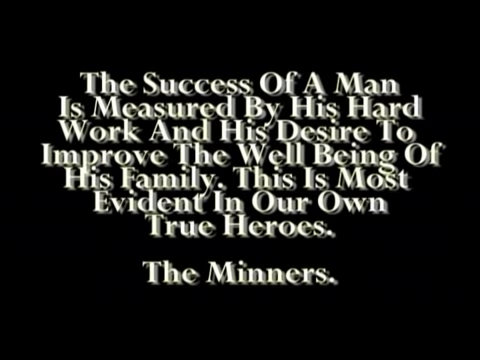 The Success Of A Man
Is Measured By His Hard
Work And His Desire To
Improve The Well Being Of
His Family. This Is Most
Evident In Our Own
True Heroes.
The Minners.